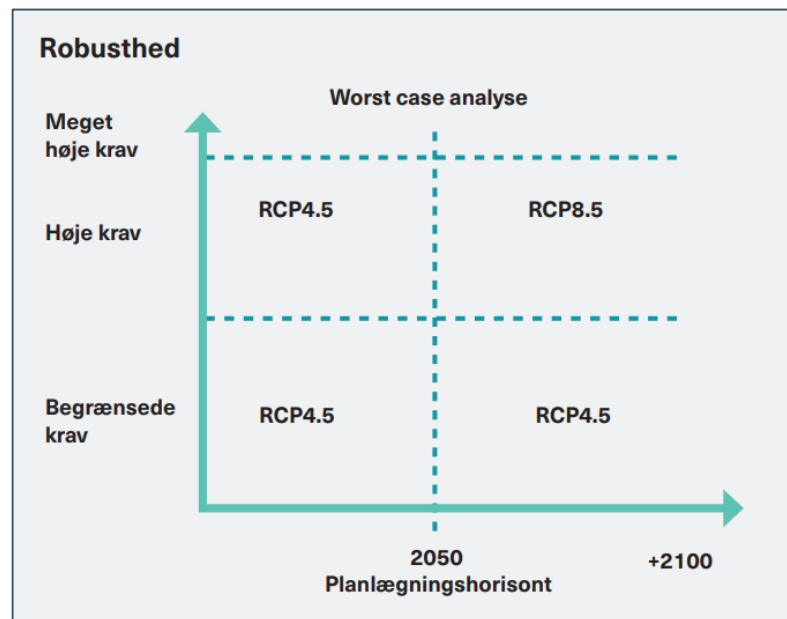 Robusthed
Worst case analyse
Meget
høje krav
RCP4.5
RCP8.5
Høje krav
Begrænsede
krav
RCP4.5
RCP4.5
2050
+2100
Planlægningshorisont